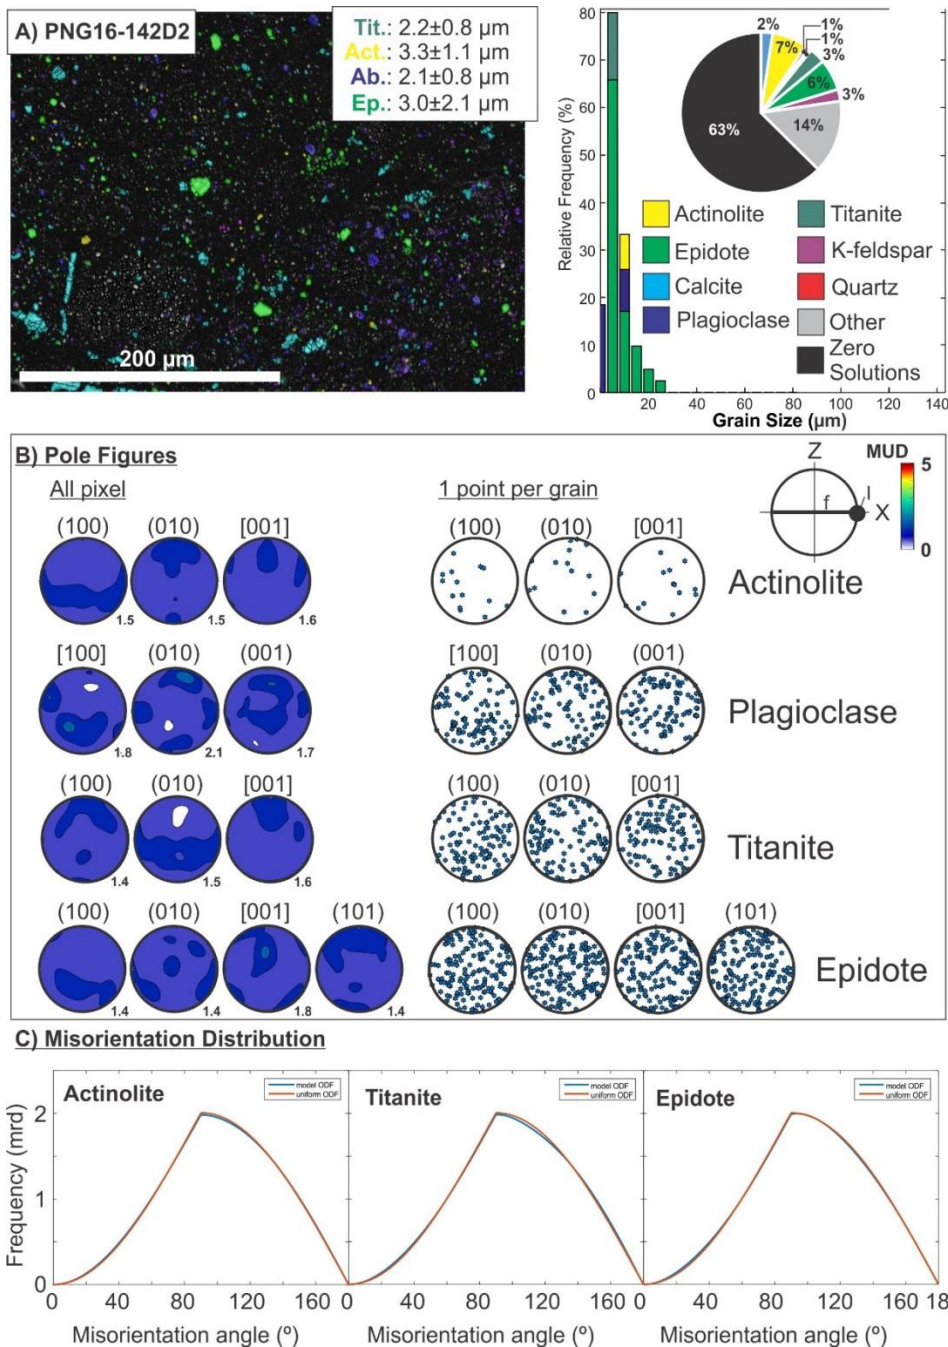 A) PNG16-142D2
Tit.: 2.2±0.8 µm
Act.: 3.3±1.1 µm
Ab.: 2.1±0.8 µm
Ep.: 3.0±2.1 µm
200 µm
Relative Frequency (%)
80
70
60
50
80
40
30
20
10
0
20
40
60
80
100
120
140
Grain Size (µm)
2%
7%
1%
1%
3%
6%
3%
14%
63%
Actinolite
Epidote
Calcite
Plagioclase
Titanite
K-feldspar
Quartz
Other
Zero
Solutions
B) Pole Figures
All pixel
1 point per grain
Z
f
l
X
MUD
5
0
(100) (010) [001]
1.5 1.5 1.6
(100) (010) [001]
Actinolite
[100] (010) (001)
1.8 2.1 1.7
[100] (010) (001)
Plagioclase
(100) (010) [001]
1.4 1.5 1.6
(100) (010) [001]
Titanite
(100) (010) [001] (101)
1.4 1.4 1.8 1.4
(100) (010) [001] (101)
Epidote
C) Misorientation Distribution
Frequency (mrd)
2
1
0
Actinolite
model ODF
uniform ODF
0 40 80 120 160
Misorientation angle (º)
Titanite
model ODF
uniform ODF
0 40 80 120 160
Misorientation angle (º)
Epidote
model ODF
uniform ODF
0 40 80 120 160 18
Misorientation angle (º)